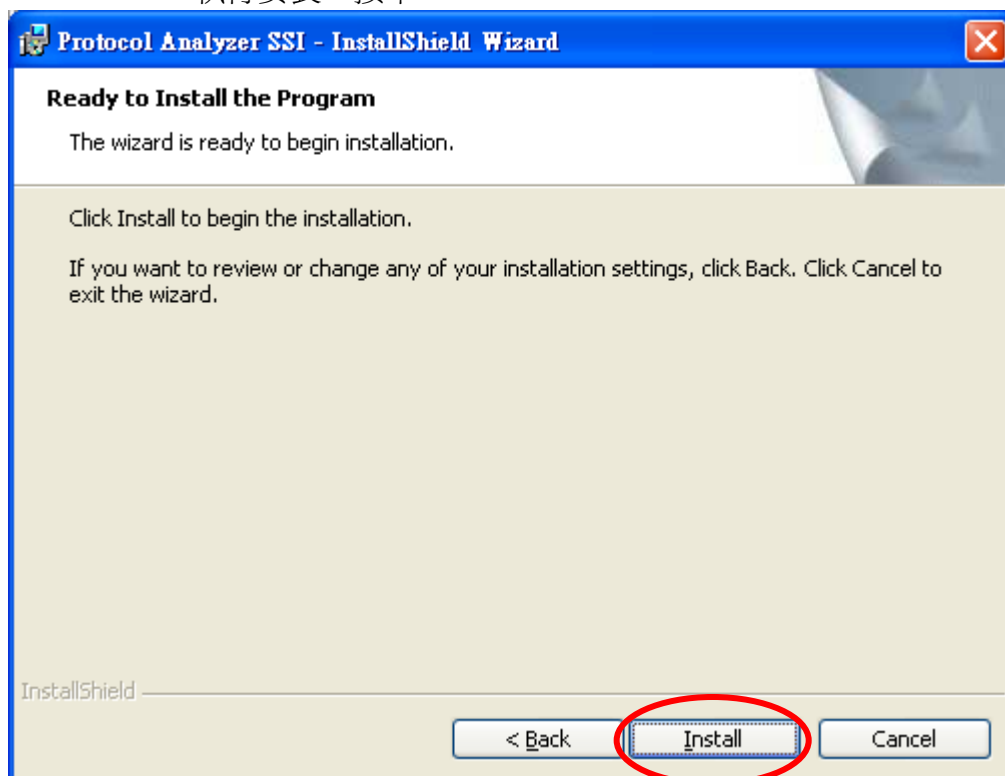 Protocol Analyzer SSI - InstallShield Wizard
Ready to Install the Program
The wizard is ready to begin installation.
Click Install to begin the installation.
If you want to review or change any of your installation settings, click Back. Click Cancel to
exit the wizard.
InstallShield
< Back Install Cancel